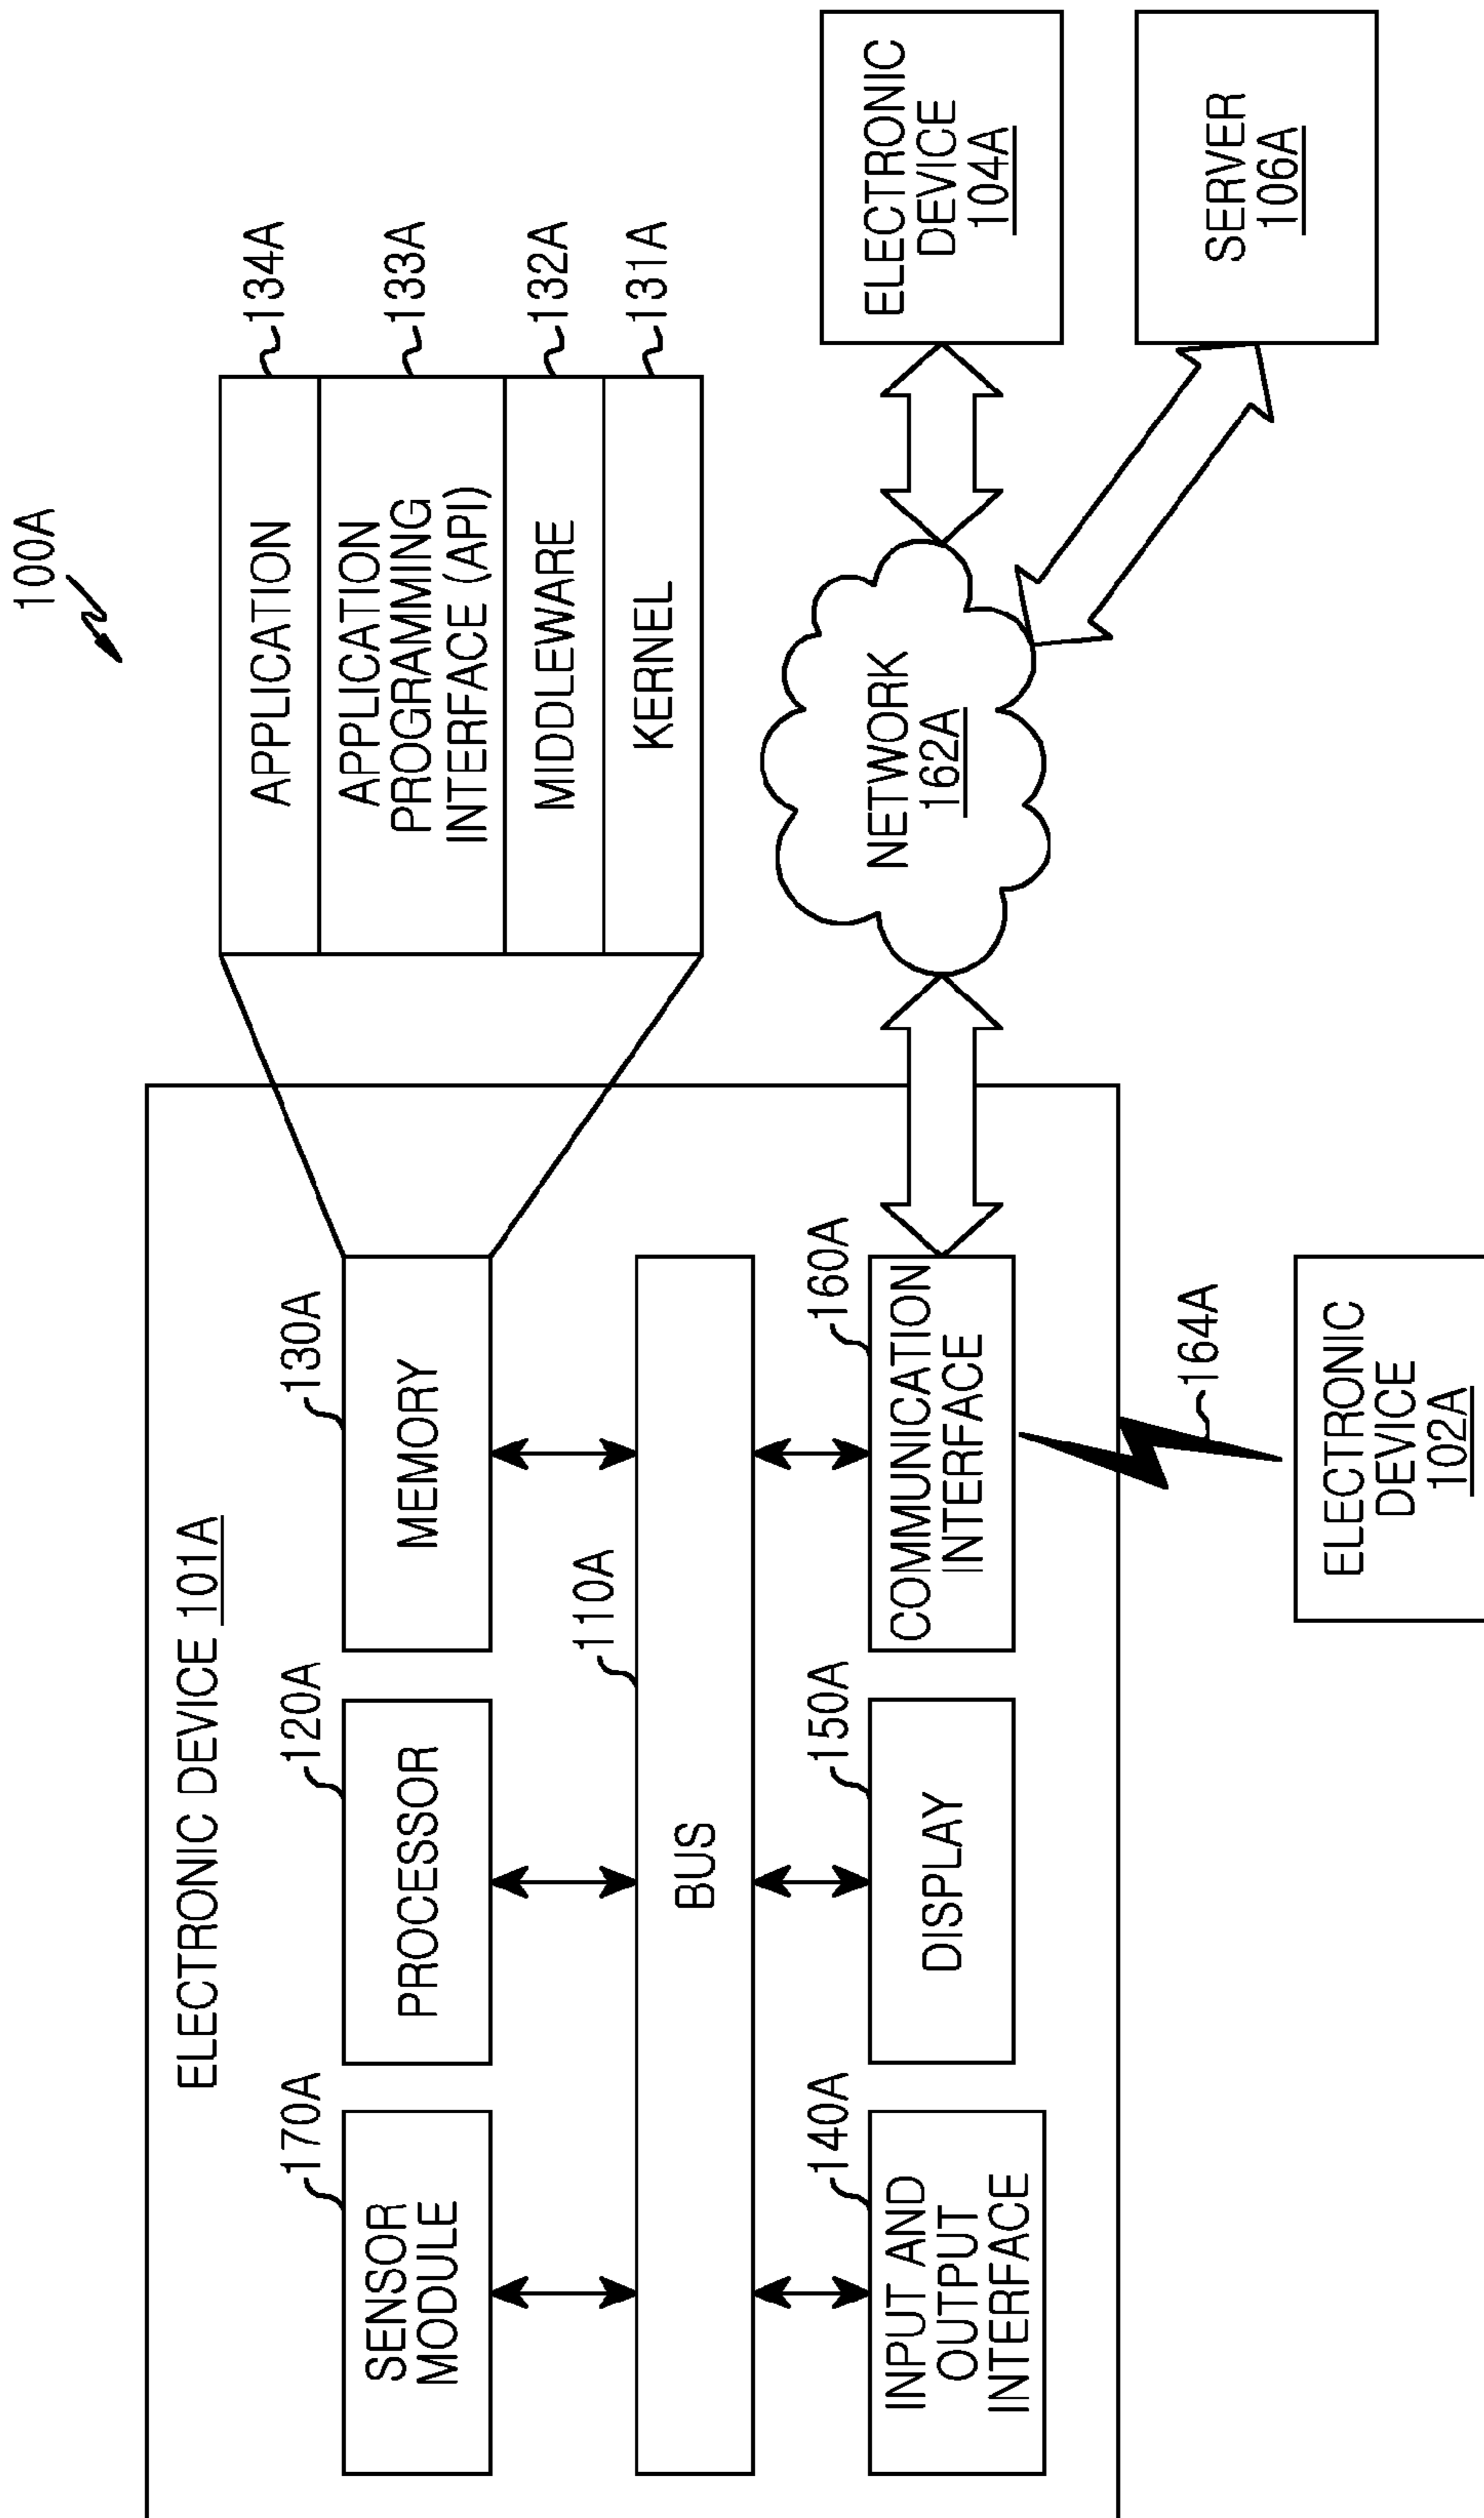 100A
ELECTRONIC DEVICE 101A
170A
120A
130A
SENSOR
MODULE
PROCESSOR
MEMORY
110A
BUS
140A
150A
160A
INPUT AND
OUTPUT
INTERFACE
DISPLAY
COMMUNICATION
INTERFACE
164A
ELECTRONIC
DEVICE
102A
APPLICATION
134A
APPLICATION
PROGRAMMING
INTERFACE (API)
133A
MIDDLEWARE
132A
KERNEL
131A
NETWORK
162A
ELECTRONIC
DEVICE
104A
SERVER
106A